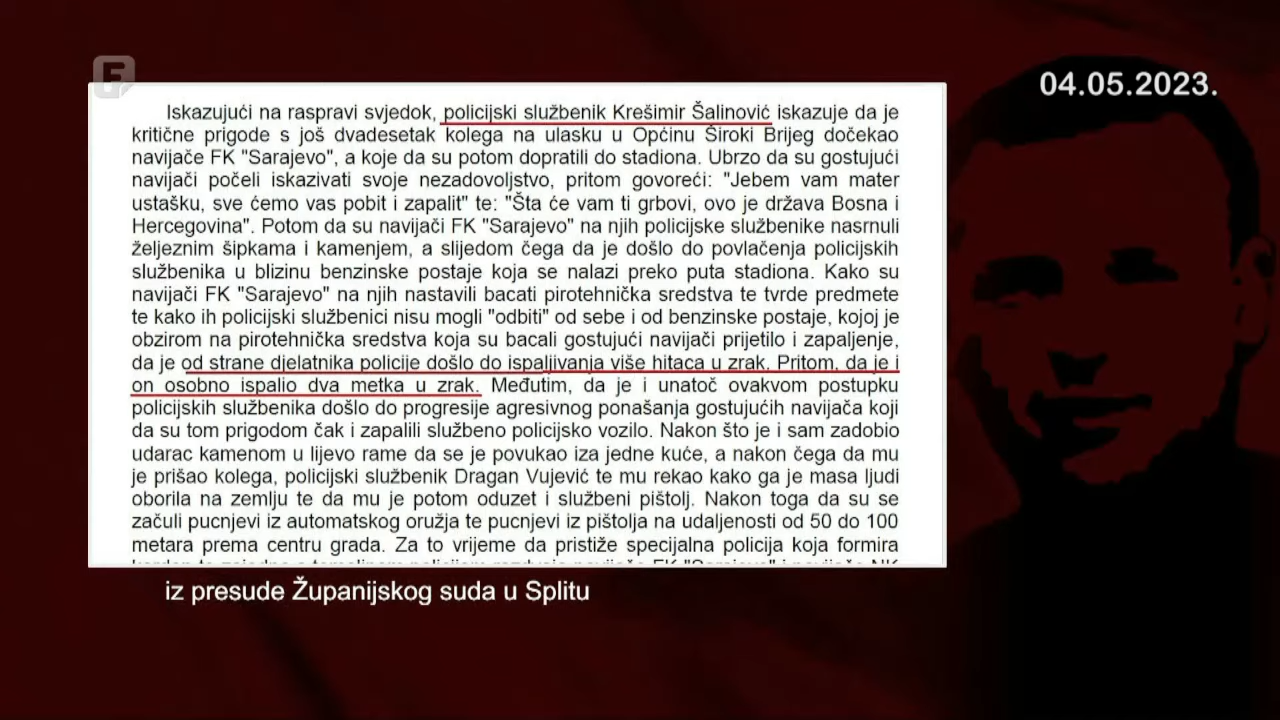 F
04.05.2023.
Iskazujući na raspravi svjedok, policijski službenik Krešimir Šalinović iskazuje da je
kritične prigode s još dvadesetak kolega na ulasku u Općinu Široki Brijeg dočekao
navijače FK "Sarajevo", a koje da su potom dopratili do stadiona. Ubrzo da su gostujući
navijači počeli iskazivati svoje nezadovoljstvo, pritom govoreći: "Jebem vam mater
ustašku, sve ćemo vas pobit i zapalit" te: "Šta će vam ti grbovi, ovo je država Bosna i
Hercegovina". Potom da su navijači FK "Sarajevo" na njih policijske službenike nasrnuli
željeznim šipkama i kamenjem, a slijedom čega da je došlo do povlačenja policijskih
službenika u blizinu benzinske postaje koja se nalazi preko puta stadiona. Kako su
navijači FK "Sarajevo" na njih nastavili bacati pirotehnička sredstva te tvrde predmete
te kako ih policijski službenici nisu mogli "odbiti" od sebe i od benzinske postaje, kojoj je
obzirom na pirotehnička sredstva koja su bacali gostujući navijači prijetilo i zapaljenje,
da je od strane djelatnika policije došlo do ispaljivanja više hitaca u zrak. Pritom, da je i
on osobno ispalio dva metka u zrak. Međutim, da je i unatoč ovakvom postupku
policijskih službenika došlo do progresije agresivnog ponašanja gostujućih navijača koji
da su tom prigodom čak i zapalili službeno policijsko vozilo. Nakon što je i sam zadobio
udarac kamenom u lijevo rame da se je povukao iza jedne kuće, a nakon čega da mu
je prišao kolega, policijski službenik Dragan Vujević te mu rekao kako ga je masa ljudi
oborila na zemlju te da mu je potom oduzet i službeni pištolj. Nakon toga da su se
začuli pucnjevi iz automatskog oružja te pucnjevi iz pištolja na udaljenosti od 50 do 100
metara prema centru grada. Za to vrijeme da pristiže specijalna policija koja formira
iz presude Županijskog suda u Splitu